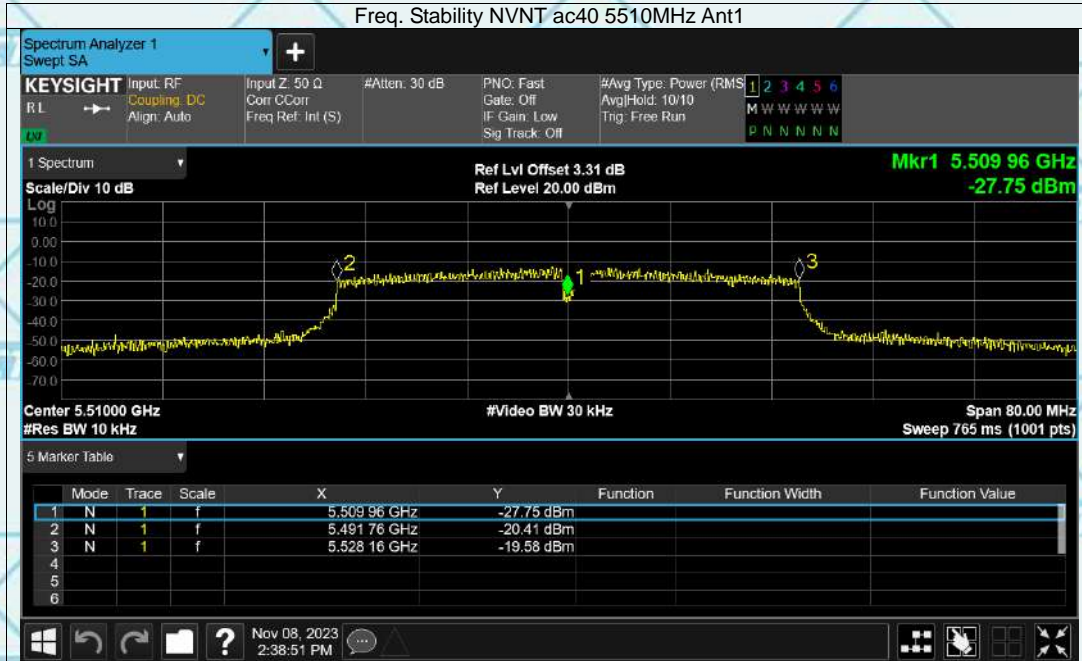 Freq. Stability NVNT ac40 5510MHz Ant1
Spectrum Analyzer 1
Swept SA
+
KEYSIGHT Input: RF Input Z: 50 Ω #Atten: 30 dB PNO: Fast #Avg Type: Power (RMS 1 2 3 4 5 6
RL Coupling: DC Corr CCorr Gate: Off Avg|Hold: 10/10 M W W W W W
Align: Auto Freq Ref: Int (S) IF Gain: Low Trig: Free Run
Sig Track: Off P N N N N N
LXI
1 Spectrum Ref Lvl Offset 3.31 dB Mkr1 5.509 96 GHz
Scale/Div 10 dB Ref Level 20.00 dBm -27.75 dBm
Log
10.0
0.00
-10.0
-20.0
-30.0
-40.0
-50.0
-60.0
-70.0
2
1
3
Center 5.51000 GHz #Video BW 30 kHz Span 80.00 MHz
#Res BW 10 kHz Sweep 765 ms (1001 pts)
5 Marker Table
Mode Trace Scale X Y Function Function Width Function Value
1 N 1 f 5.509 96 GHz -27.75 dBm
2 N 1 f 5.491 76 GHz -20.41 dBm
3 N 1 f 5.528 16 GHz -19.58 dBm
4
5
6
? Nov 08, 2023
2:38:51 PM